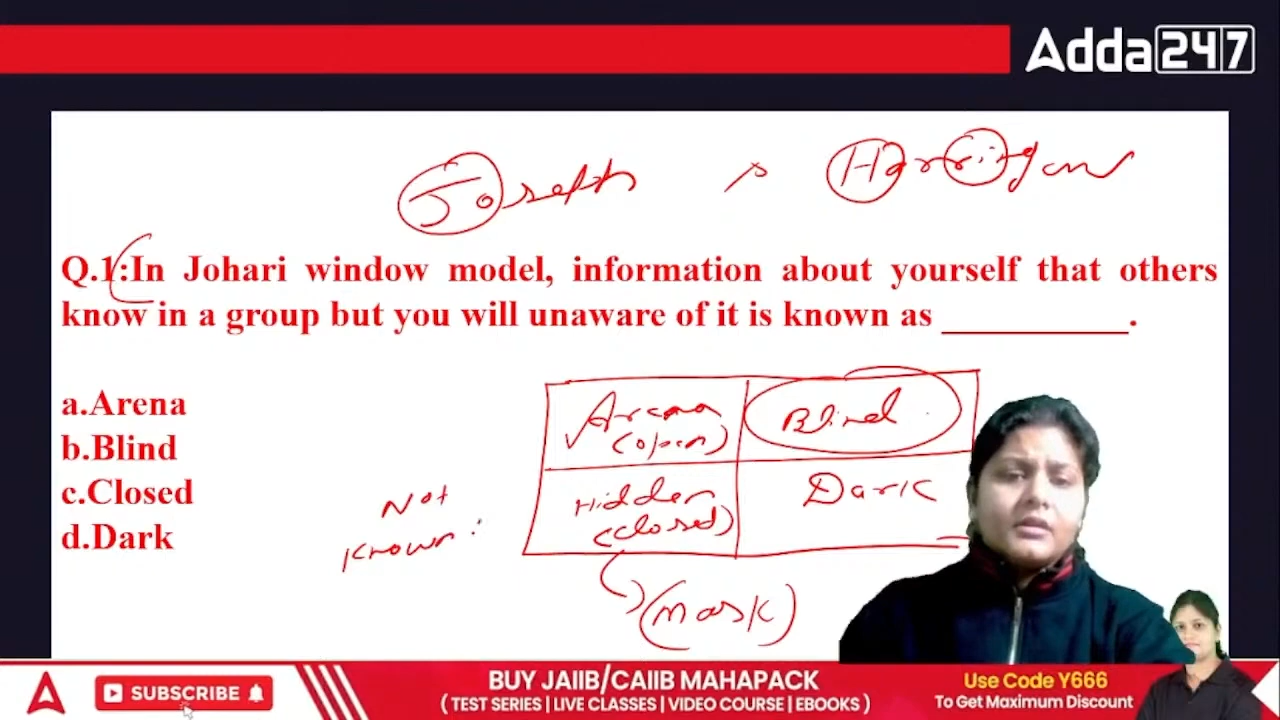 Adda247
Joseph & Harrington
Q.1:In Johari window model, information about yourself that others
know in a group but you will unaware of it is known as __________.
a.Arena
b.Blind
c.Closed
d.Dark
Arena
(open)
Blind
Hidden
(closed)
Dark
Not
known
(mask)
SUBSCRIBE
BUY JAIIB/CAIIB MAHAPACK
( TEST SERIES | LIVE CLASSES | VIDEO COURSE | EBOOKS )
Use Code Y666
To Get Maximum Discount